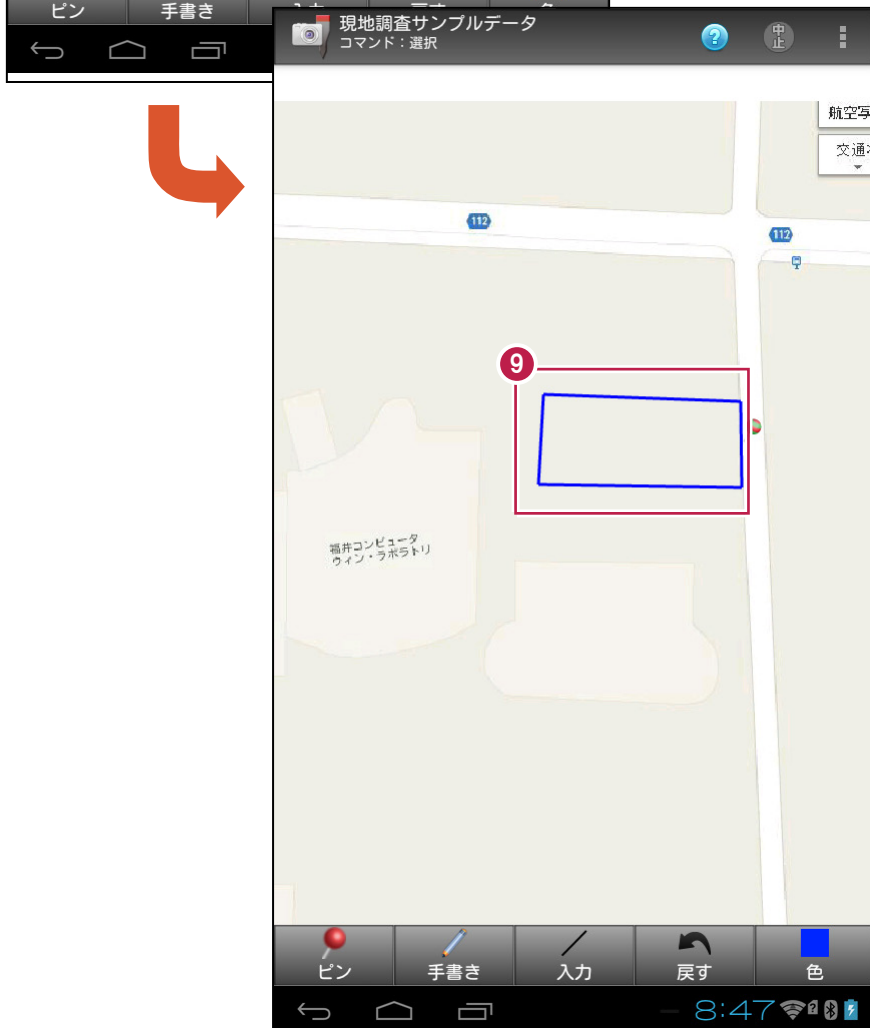 ピン 手書き
現地調査サンプルデータ
コマンド：選択
?
中止
航空写
交通
112
112
9
福井コンピュータ
ウィン・ラボラトリ
ピン 手書き 入力 戻す 色
8:47